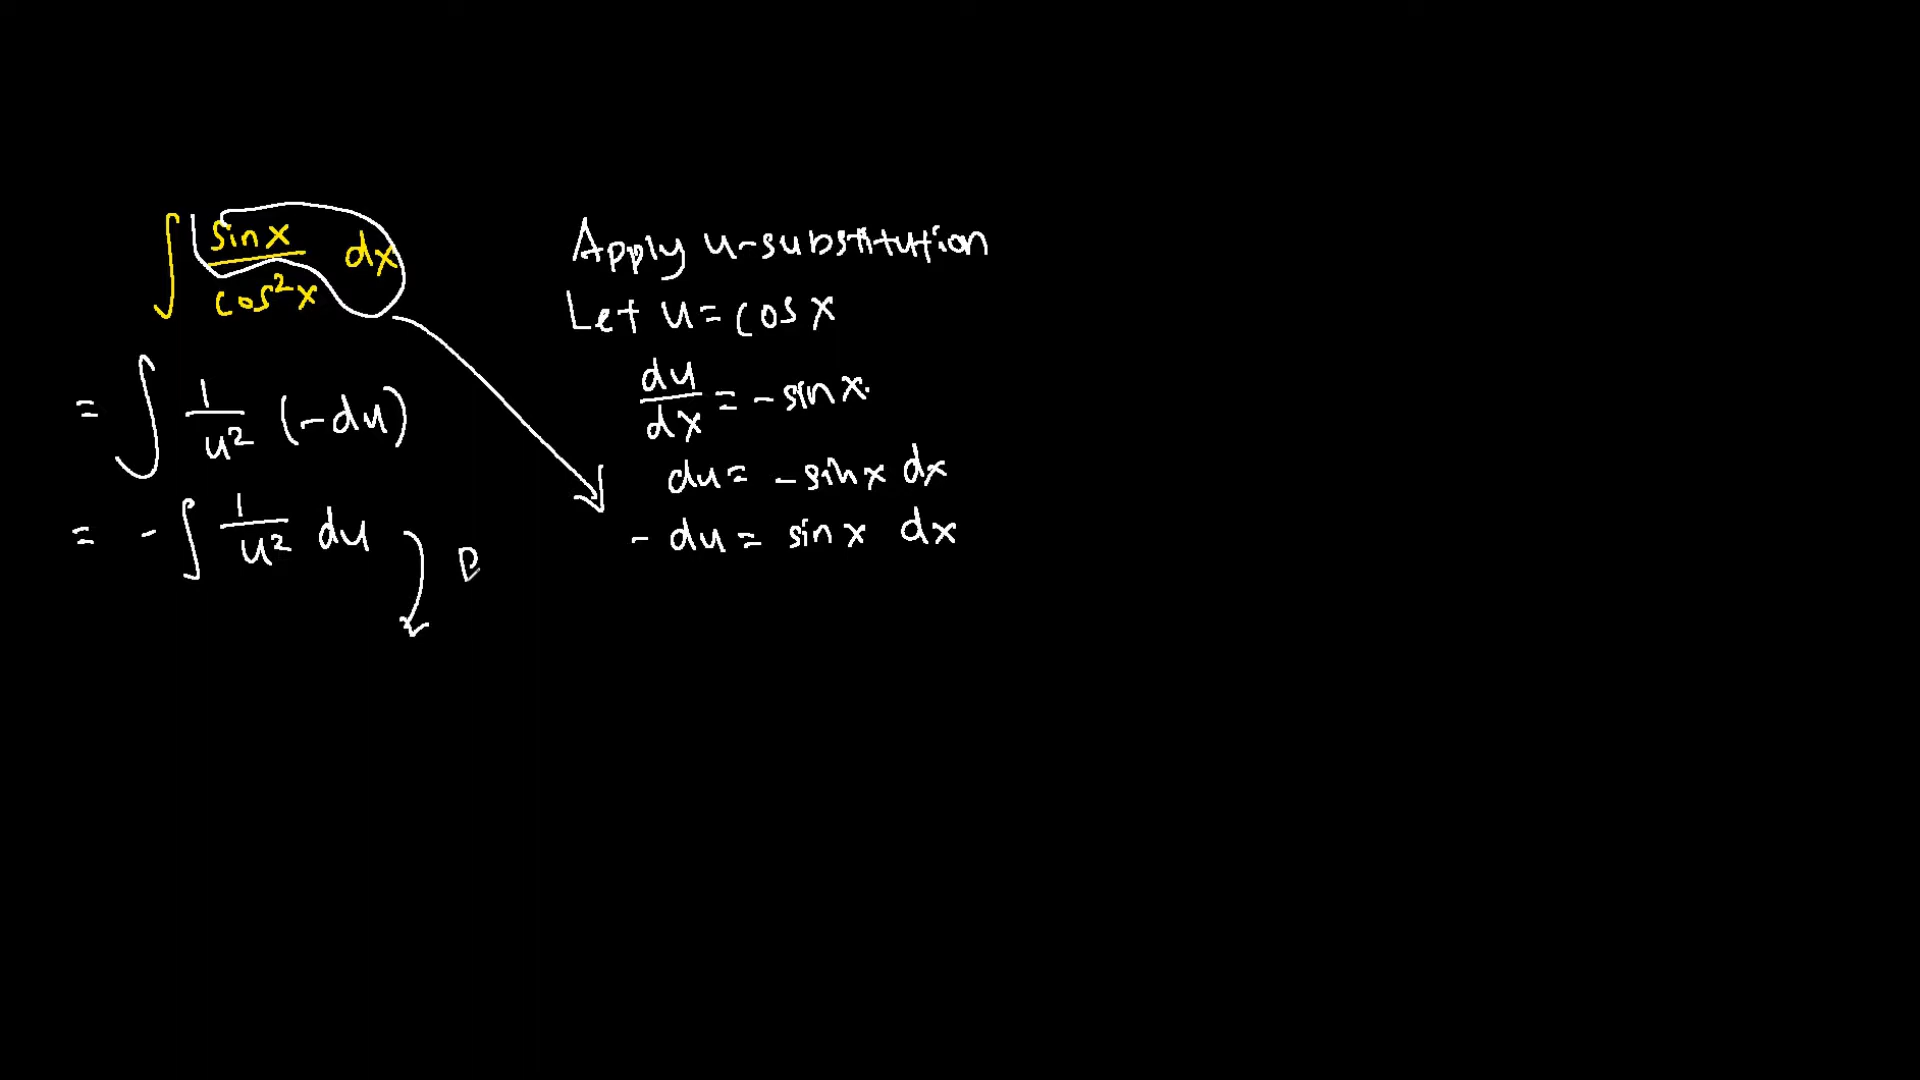 ∫ sinx/cos²x dx
= ∫ 1/u² (-du)
= - ∫ 1/u² du
Apply u-substitution
Let u = cos x
du/dx = - sin x
du = - sin x dx
- du = sin x dx